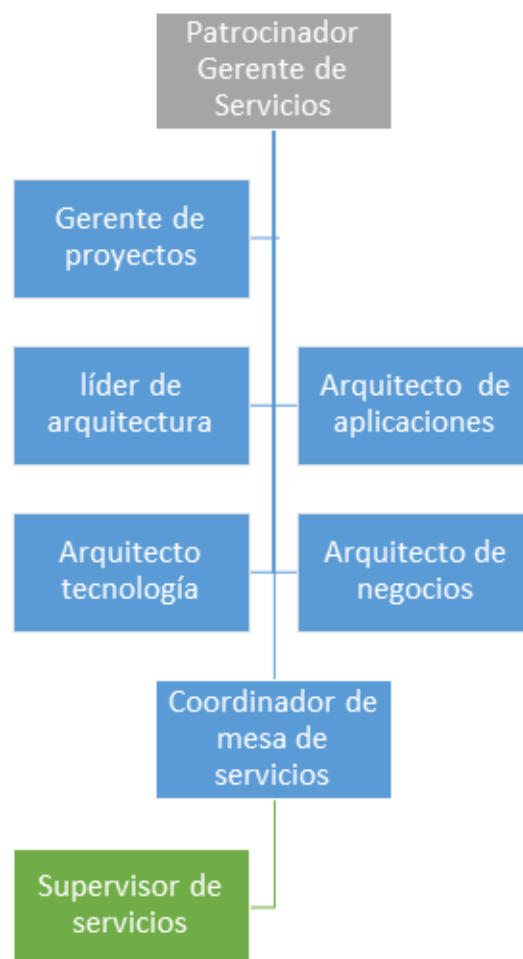 Patrocinador
Gerente de
Servicios
Gerente de
proyectos
líder de
arquitectura
Arquitecto de
aplicaciones
Arquitecto
tecnología
Arquitecto de
negocios
Coordinador de
mesa de
servicios
Supervisor de
servicios